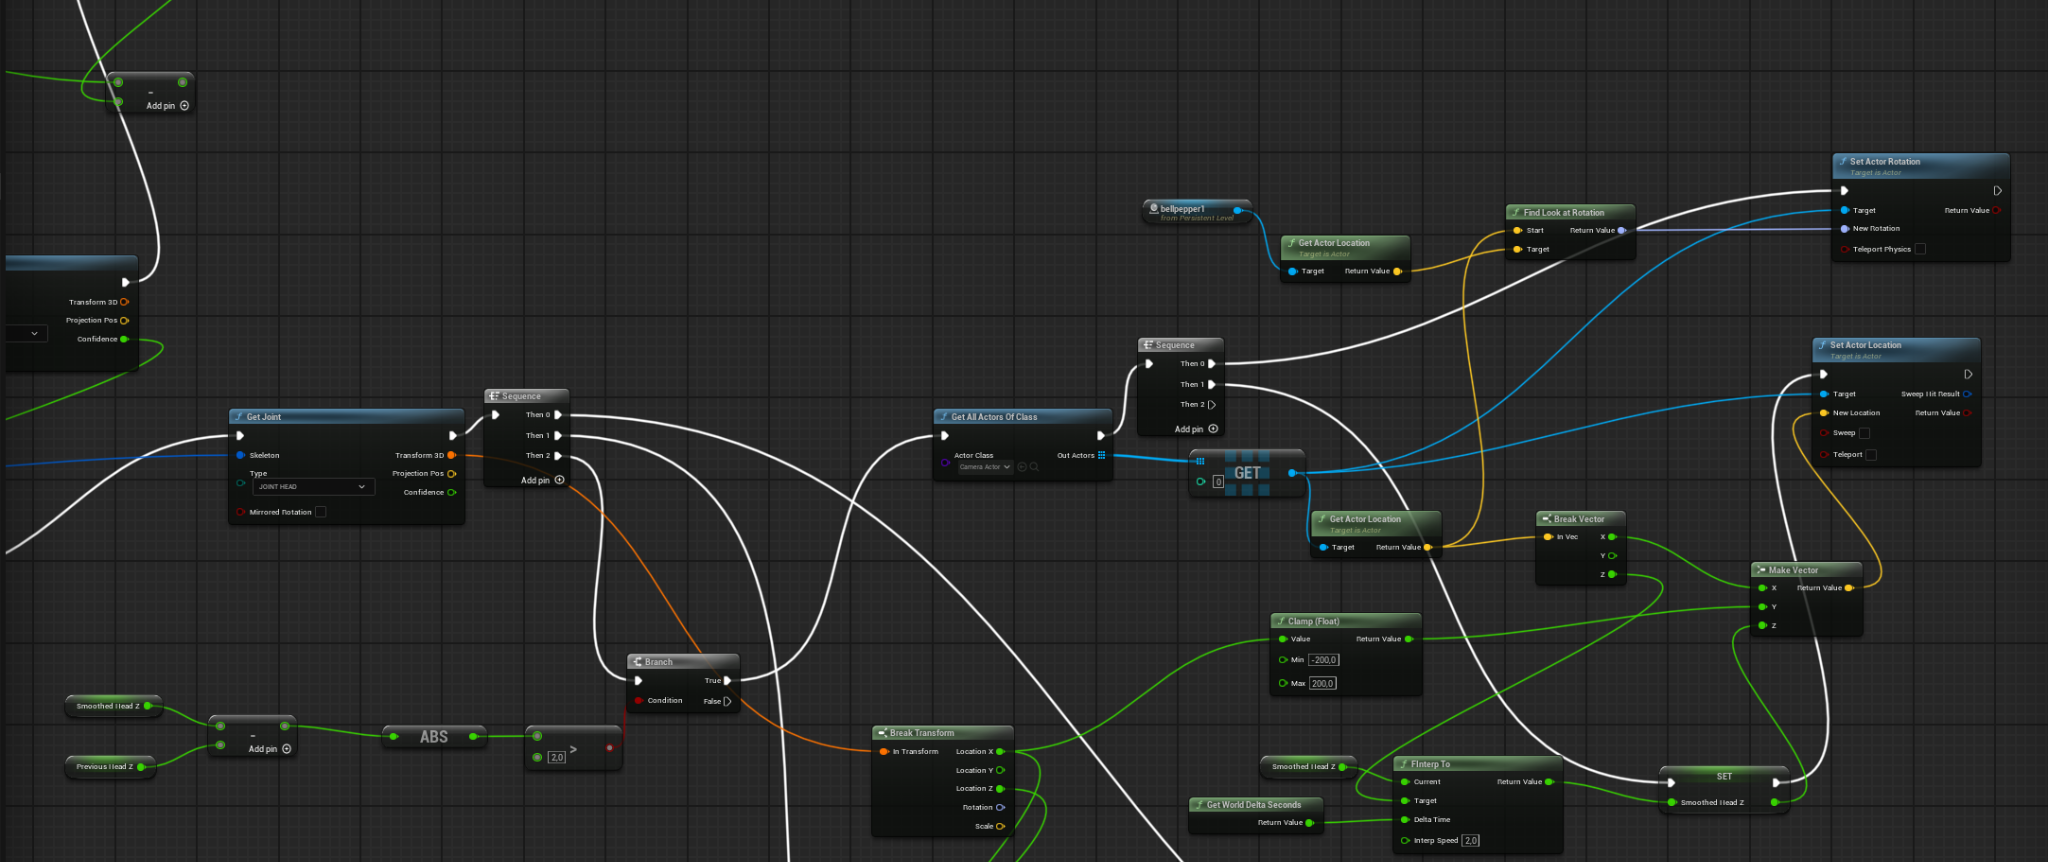 -
Add pin
Transform 3D
Projection Pos
Confidence
Get Joint
Skeleton
Transform 3D
Type
Projection Pos
JOINT HEAD
Confidence
Mirrored Rotation
Sequence
Then 0
Then 1
Then 2
Add pin
Smoothed Head Z
Previous Head Z
-
Add pin
ABS
>
2,0
Branch
True
Condition
False
Break Transform
In Transform
Location X
Location Y
Location Z
Rotation
Scale
Get All Actors Of Class
Actor Class
Out Actors
Camera Actor
Sequence
Then 0
Then 1
Then 2
Add pin
bellpepper1
from Persistent Level
Get Actor Location
Target is Actor
Target
Return Value
Find Look at Rotation
Start
Return Value
Target
Set Actor Rotation
Target is Actor
Target
Return Value
New Rotation
Teleport Physics
0
GET
Get Actor Location
Target is Actor
Target
Return Value
Break Vector
In Vec
X
Y
Z
Set Actor Location
Target is Actor
Target
Sweep Hit Result
New Location
Return Value
Sweep
Teleport
Make Vector
X
Return Value
Y
Z
Clamp (Float)
Value
Return Value
Min -200,0
Max 200,0
Smoothed Head Z
Get World Delta Seconds
Return Value
FInterp To
Current
Return Value
Target
Delta Time
Interp Speed 2,0
SET
Smoothed Head Z